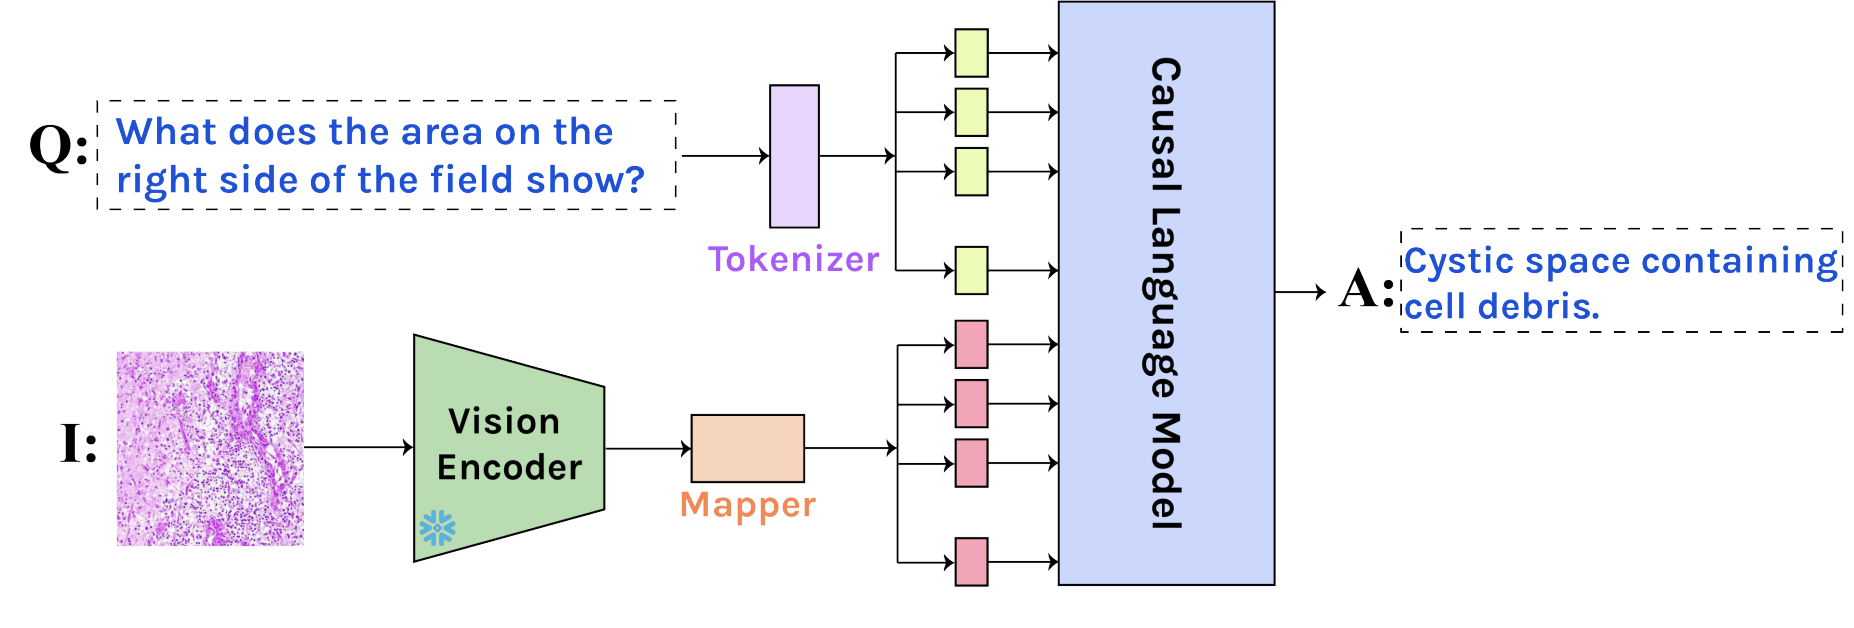 Q:
What does the area on the
right side of the field show?
Tokenizer
I:
Vision
Encoder
Mapper
Causal Language Model
A:
Cystic space containing
cell debris.